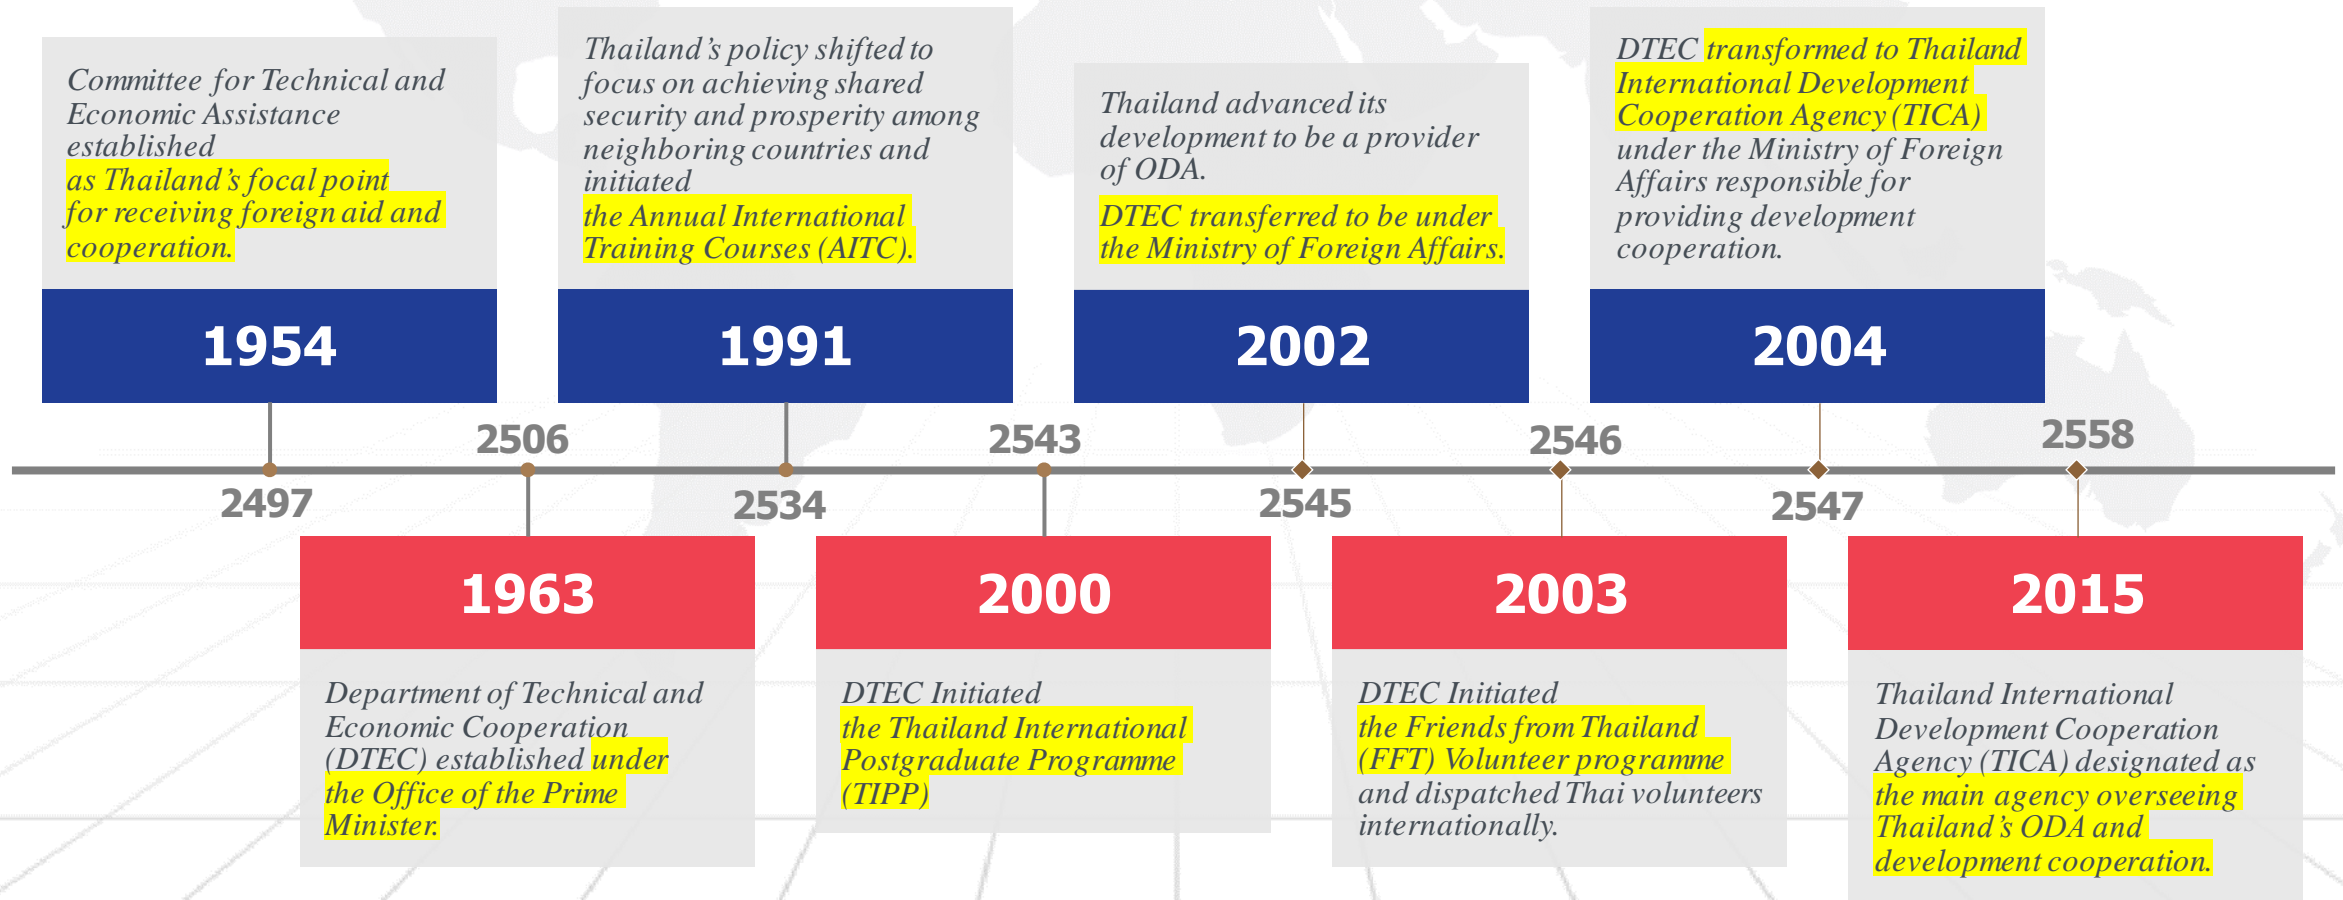 Committee for Technical and
Economic Assistance
established
as Thailand's focal point
for receiving foreign aid and
cooperation.
1954
2497
2506
1963
Department of Technical and
Economic Cooperation
(DTEC) established under
the Office of the Prime
Minister.
Thailand's policy shifted to
focus on achieving shared
security and prosperity among
neighboring countries and
initiated
the Annual International
Training Courses (AITC).
1991
2534
2543
2000
DTEC Initiated
the Thailand International
Postgraduate Programme
(TIPP)
Thailand advanced its
development to be a provider
of ODA.
DTEC transferred to be under
the Ministry of Foreign Affairs.
2002
2545
2546
2003
DTEC Initiated
the Friends from Thailand
(FFT) Volunteer programme
and dispatched Thai volunteers
internationally.
DTEC transformed to Thailand
International Development
Cooperation Agency (TICA)
under the Ministry of Foreign
Affairs responsible for
providing development
cooperation.
2004
2547
2558
2015
Thailand International
Development Cooperation
Agency (TICA) designated as
the main agency overseeing
Thailand's ODA and
development cooperation.